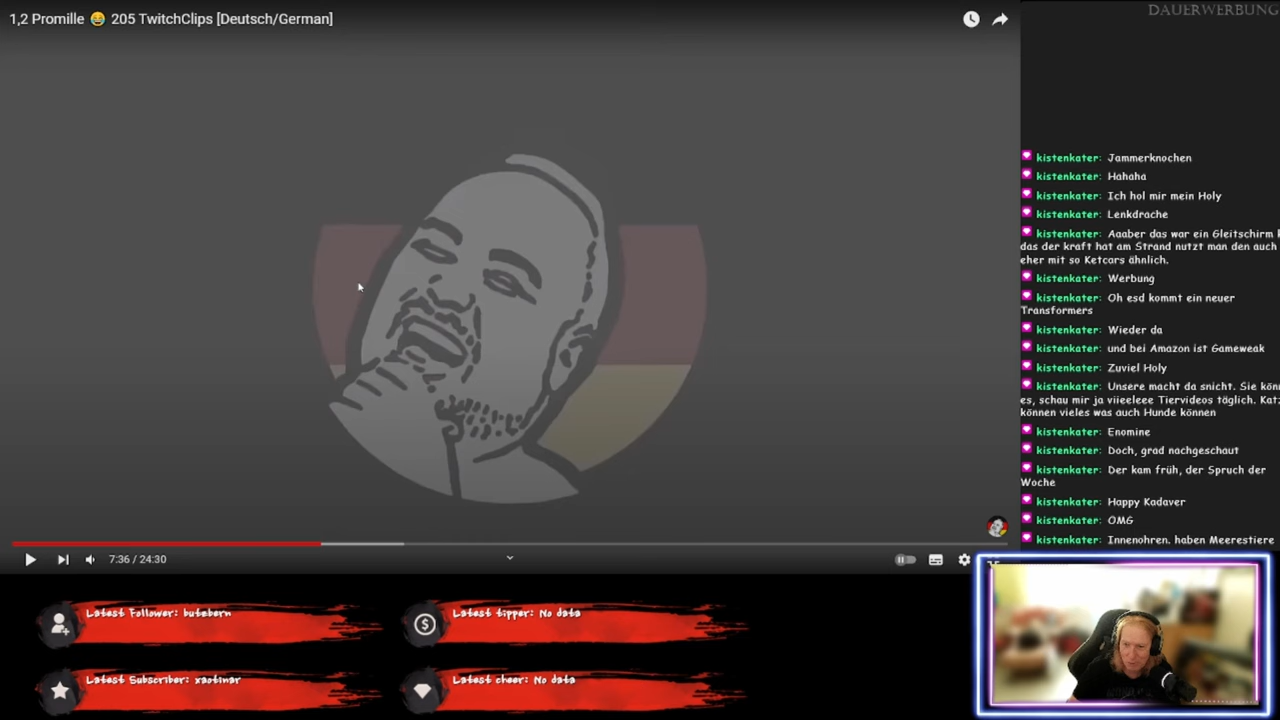 1,2 Promille 😂 205 TwitchClips [Deutsch/German]
DAUERWERBUNG
kistenkater: Jammerknochen
kistenkater: Hahaha
kistenkater: Ich hol mir mein Holy
kistenkater: Lenkdrache
kistenkater: Aaaber das war ein Gleitschirm
das der kraft hat am Strand nutzt man den auch
eher mit so Ketcars ähnlich.
kistenkater: Werbung
kistenkater: Oh esd kommt ein neuer
Transformers
kistenkater: Wieder da
kistenkater: und bei Amazon ist Gameweak
kistenkater: Zuviel Holy
kistenkater: Unsere macht da snicht. Sie kön
es, schau mir ja viieeleee Tiervideos täglich. Kat
können vieles was auch Hunde können
kistenkater: Enomine
kistenkater: Doch, grad nachgeschaut
kistenkater: Der kam früh, der Spruch der
Woche
kistenkater: Happy Kadaver
kistenkater: OMG
kistenkater: Innenohren. haben Meerestiere
7:36 / 24:30
Latest Follower: butebern
Latest tipper: No data
Latest Subscriber: xaotinar
Latest cheer: No data